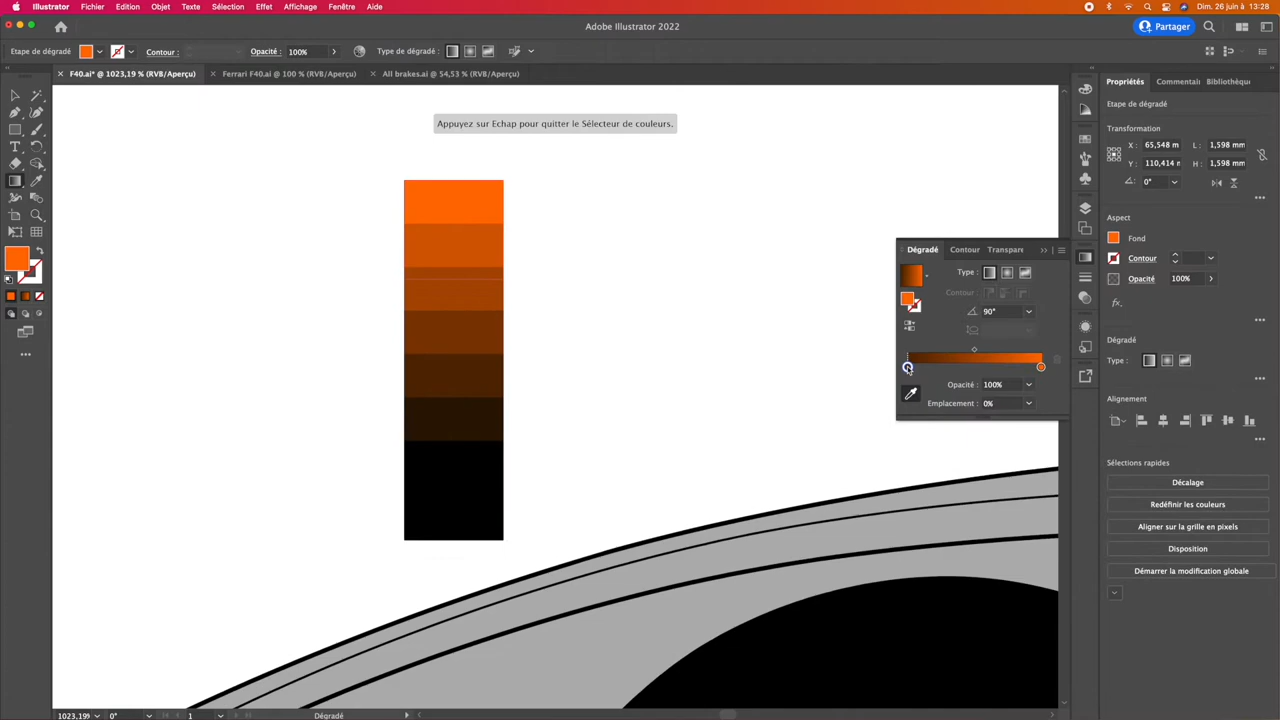 Illustrator Fichier Edition Objet Texte Sélection Effet Affichage Fenêtre Aide Dim. 26 juin à 13:28
Adobe Illustrator 2022 Partager
Etape de dégradé Contour : Opacité : 100% Type de dégradé :
× F40.ai* @ 1023,19 % (RVB/Aperçu) × Ferrari F40.ai @ 100 % (RVB/Aperçu) × All brakes.ai @ 54,53 % (RVB/Aperçu)
Appuyez sur Echap pour quitter le Sélecteur de couleurs.
Dégradé Contour Transpare
Type :
Contour :
90°
Opacité : 100%
Emplacement : 0%
Propriétés Commentai Bibliothèque
Etape de dégradé
Transformation
X : 65,548 m L : 1,598 mm
Y : 110,414 m H : 1,598 mm
0°
Aspect
Fond
Contour
Opacité 100%
fx.
Dégradé
Type :
Alignement
Sélections rapides
Décalage
Redéfinir les couleurs
Aligner sur la grille en pixels
Disposition
Démarrer la modification globale
1023,19% 0° 1 Dégradé